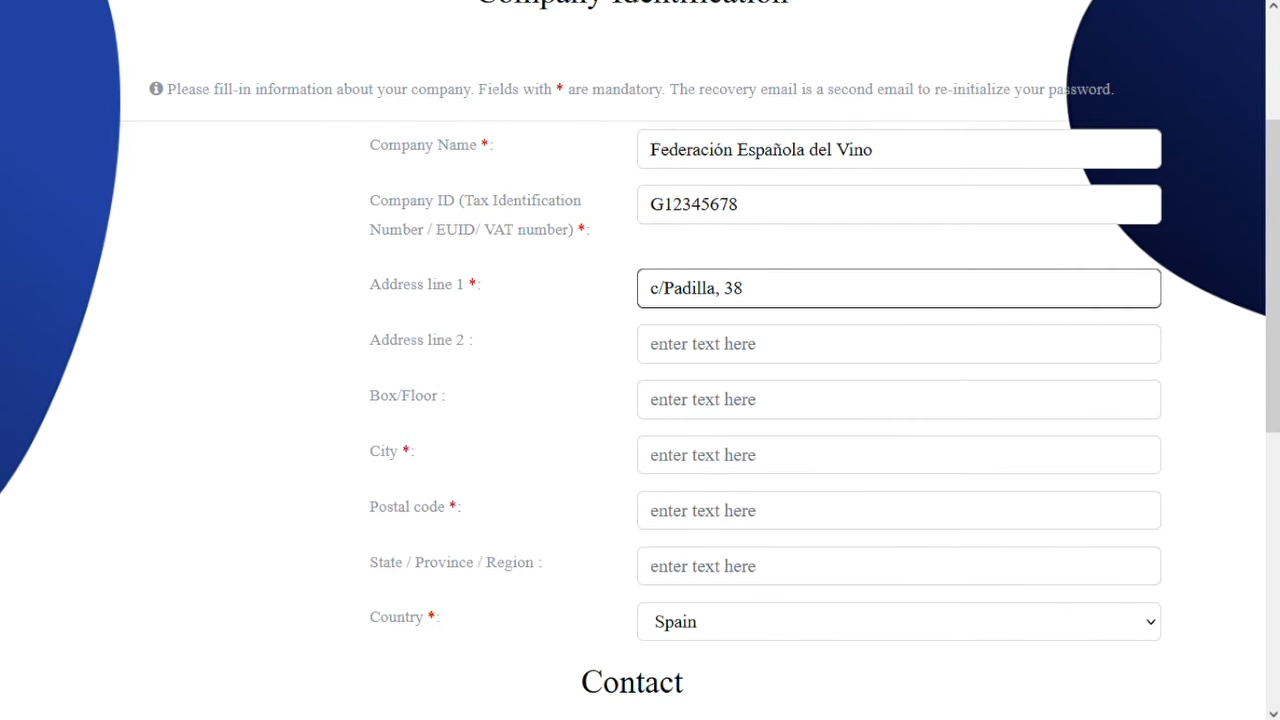 Company Identification
Please fill-in information about your company. Fields with * are mandatory. The recovery email is a second email to re-initialize your password.
Company Name *:
Federación Española del Vino
Company ID (Tax Identification
Number / EUID/ VAT number) *:
G12345678
Address line 1 *:
c/Padilla, 38
Address line 2 :
enter text here
Box/Floor :
enter text here
City *:
enter text here
Postal code *:
enter text here
State / Province / Region :
enter text here
Country *:
Spain
Contact